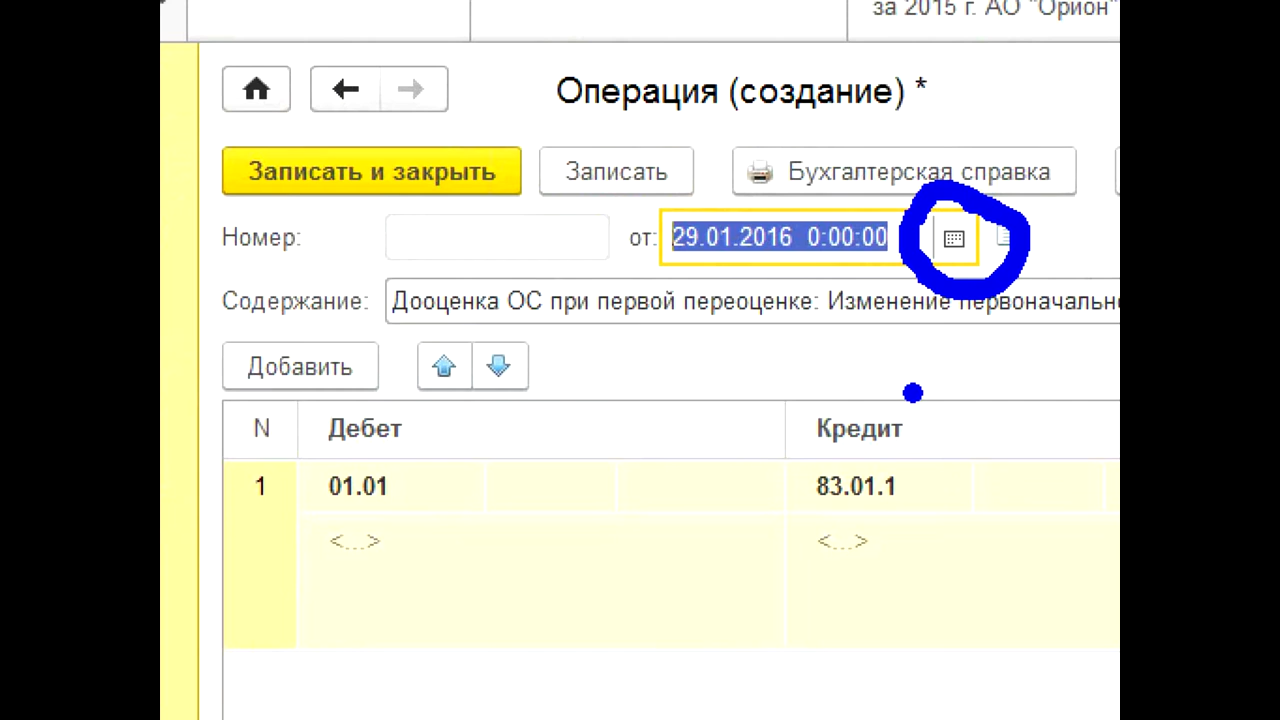 за 2015 г. АО "Орион"
Операция (создание) *
Записать и закрыть Записать Бухгалтерская справка
Номер: от: 29.01.2016 0:00:00
Содержание: Дооценка ОС при первой переоценке: Изменение первоначально
Добавить
N Дебет Кредит
1 01.01 83.01.1
<...> <...>